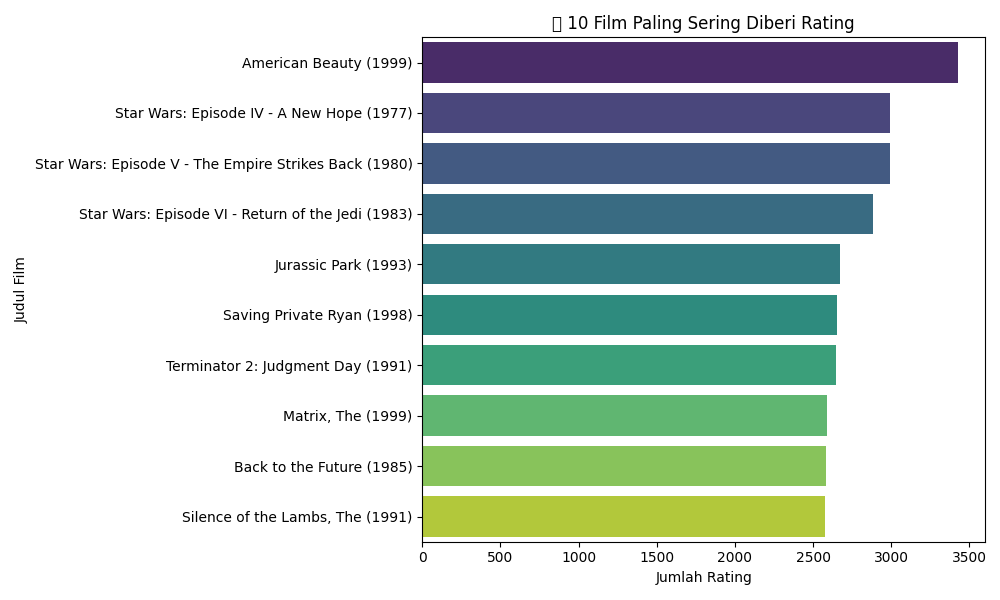 10 Film Paling Sering Diberi Rating
American Beauty (1999)
Star Wars: Episode IV - A New Hope (1977)
Star Wars: Episode V - The Empire Strikes Back (1980)
Star Wars: Episode VI - Return of the Jedi (1983)
Jurassic Park (1993)
Saving Private Ryan (1998)
Terminator 2: Judgment Day (1991)
Matrix, The (1999)
Back to the Future (1985)
Silence of the Lambs, The (1991)
Judul Film
0 500 1000 1500 2000 2500 3000 3500
Jumlah Rating